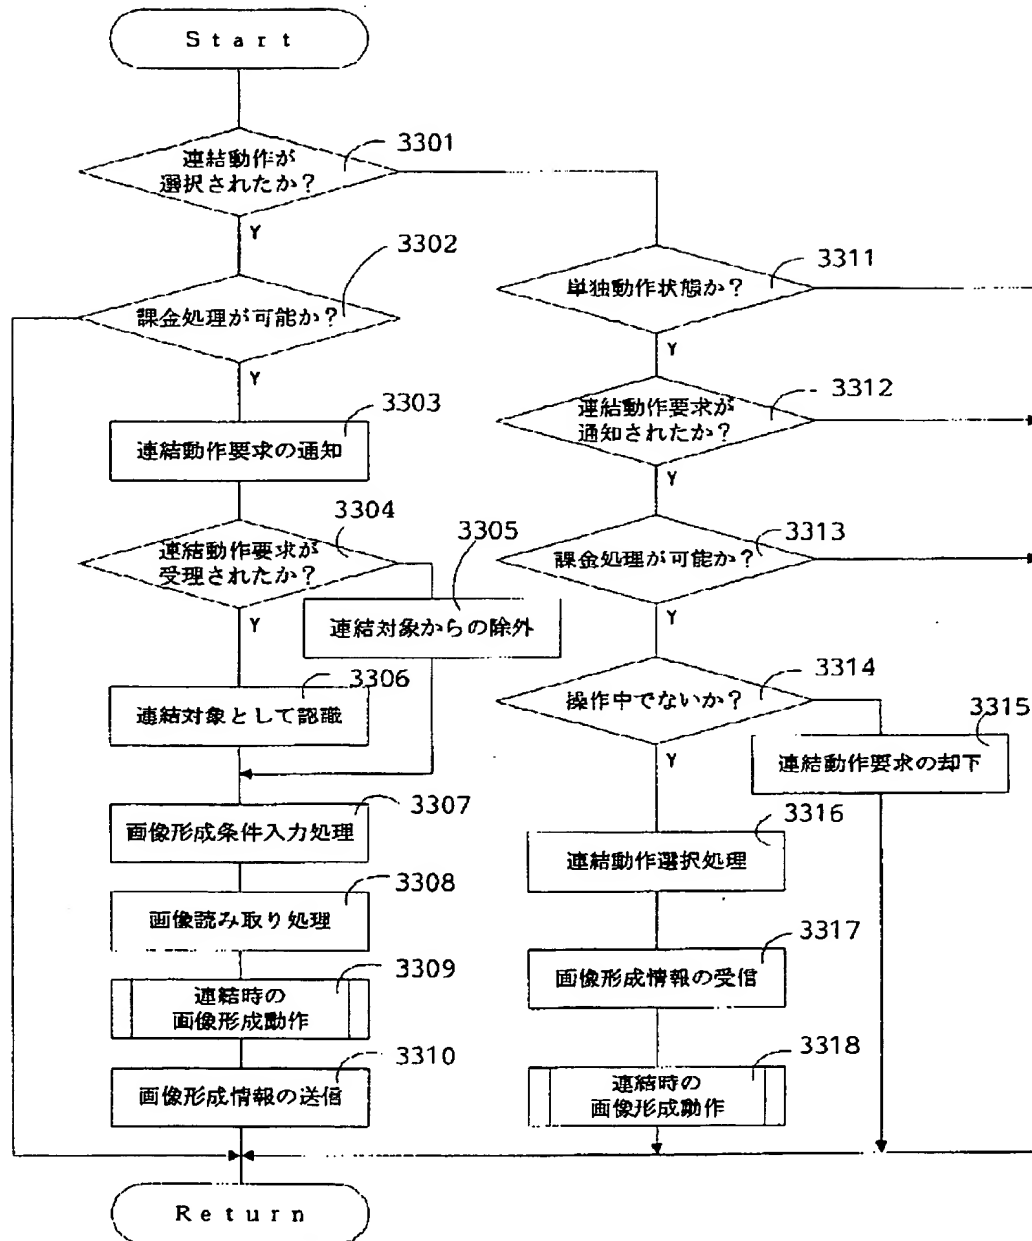 Start
3301
連結動作が
選択されたか?
Y
3302
課金処理が可能か?
Y
3303
連結動作要求の通知
3304
連結動作要求が
受理されたか?
Y
3305
連結対象からの除外
3306
連結対象として認識
3307
画像形成条件入力処理
3308
画像読み取り処理
3309
連結時の
画像形成動作
3310
画像形成情報の送信
Return
3311
単独動作状態か?
Y
3312
連結動作要求が
通知されたか?
Y
3313
課金処理が可能か?
Y
3314
操作中でないか?
Y
3315
連結動作要求の却下
3316
連結動作選択処理
3317
画像形成情報の受信
3318
連結時の
画像形成動作